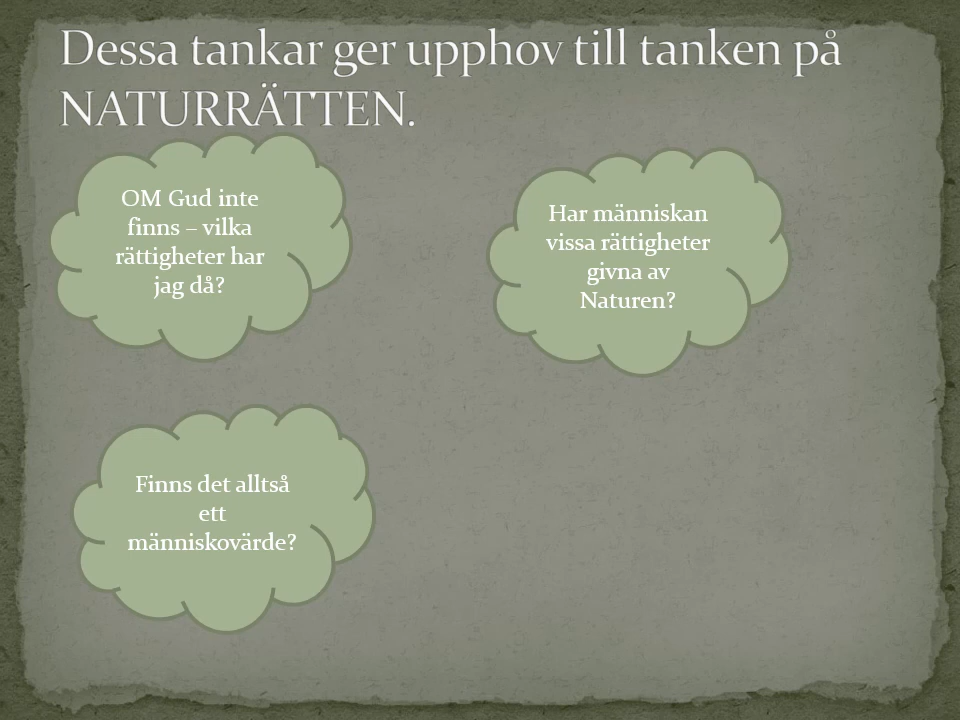 Dessa tankar ger upphov till tanken på
NATURRÄTTEN.
OM Gud inte
finns – vilka
rättigheter har
jag då?
Har människan
vissa rättigheter
givna av
Naturen?
Finns det alltså
ett
människovärde?